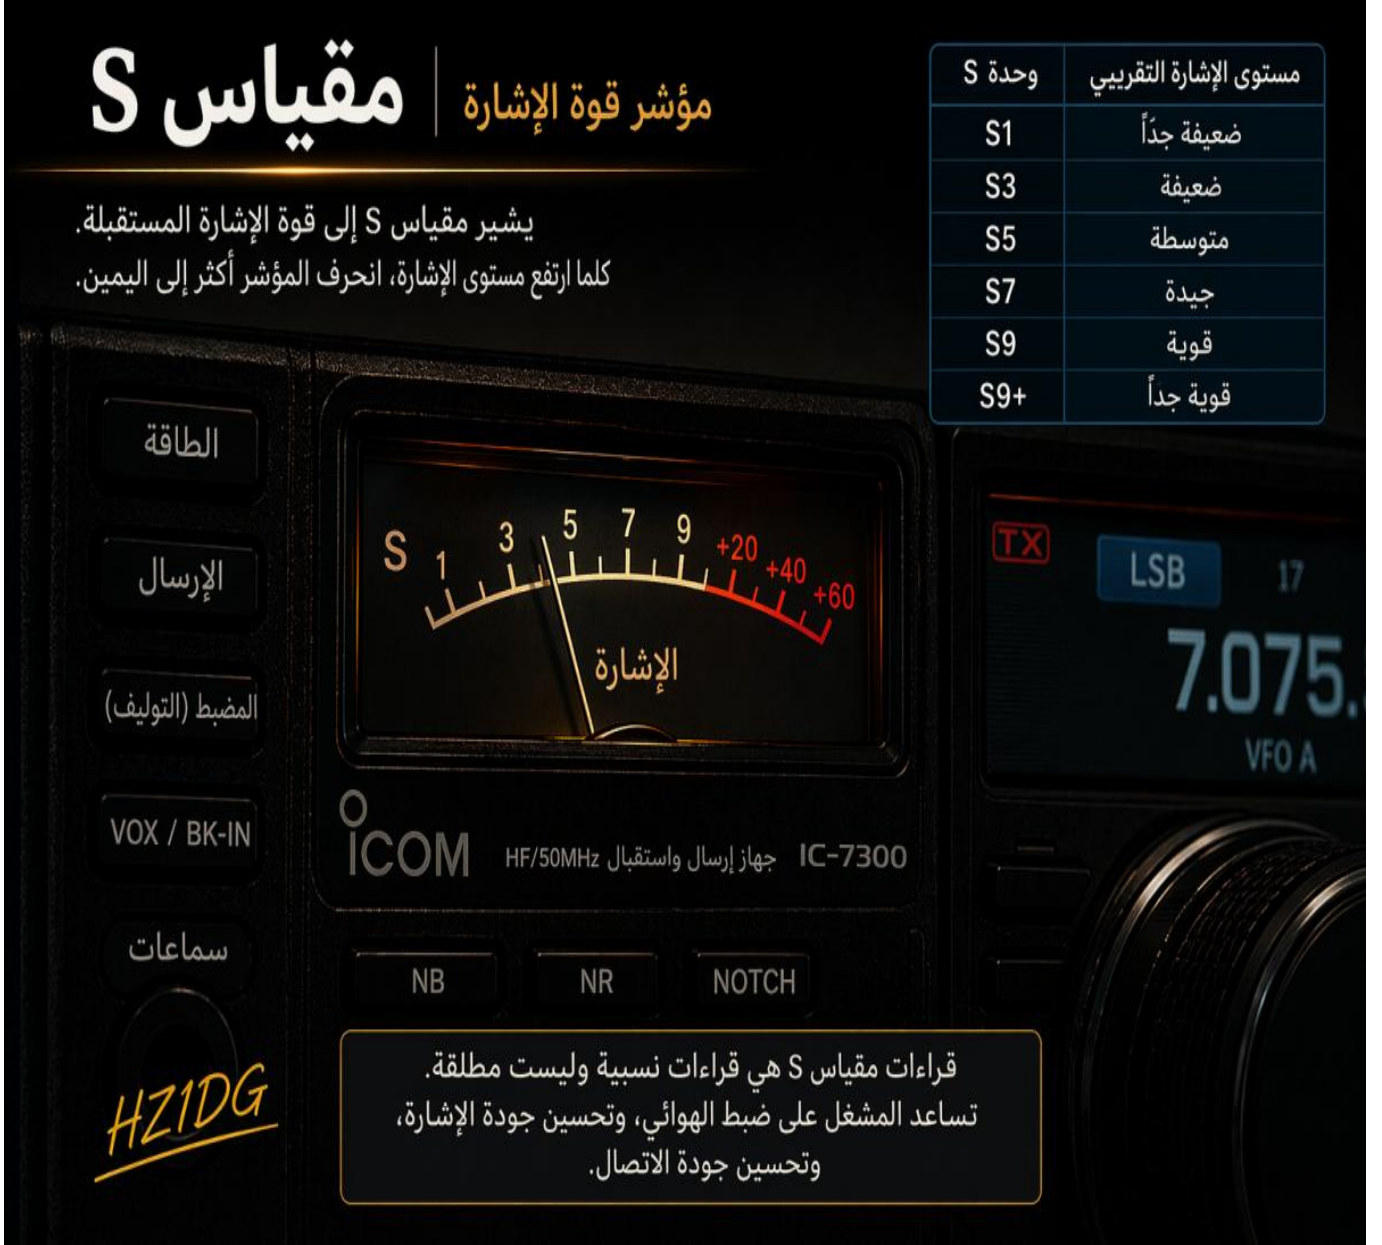 مقياس S
مؤشر قوة الإشارة
يشير مقياس S إلى قوة الإشارة المستقبلة.
كلما ارتفع مستوى الإشارة، انحرف المؤشر أكثر إلى اليمين.
وحدة S مستوى الإشارة التقريبي
S1 ضعيفة جدّاً
S3 ضعيفة
S5 متوسطة
S7 جيدة
S9 قوية
S9+ قوية جداً
الطاقة
الإرسال
المضبط (التوليف)
VOX / BK-IN
سماعات
S 1 3 5 7 9 +20 +40 +60
الإشارة
ICOM
HF/50MHz جهاز إرسال واستقبال IC-7300
NB
NR
NOTCH
TX
LSB
17
7.075.
VFO A
قراءات مقياس S هي قراءات نسبية وليست مطلقة.
تساعد المشغل على ضبط الهوائي، وتحسين جودة الإشارة،
وتحسين جودة الاتصال.
HZ1DG